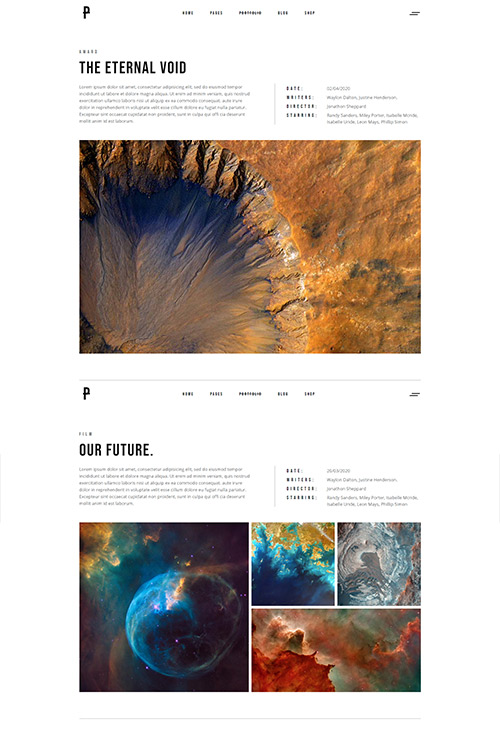 HOME PAGES PORTFOLIO BLOG SHOP
AWARD
THE ETERNAL VOID
Lorem ipsum dolor sit amet, consectetur adipiscing elit, sed do eiusmod tempor
incididunt ut labore et dolore magna aliqua. Ut enim ad minim veniam, quis nostrud
exercitation ullamco laboris nisi ut aliquip ex ea commodo consequat. aute irure
dolor in reprehenderit in voluptate velit esse cillum dolore eu fugiat nulla pariatur.
Excepteur sint occaecat cupidatat non proident, sunt in culpa qui offi cia deserunt
mollit anim id est laborum.
DATE: 02/04/2020
WRITERS: Waylon Dalton, Justine Henderson.
DIRECTOR: Jonathan Sheppard
STARRING: Randy Sanders, Miley Porter, Isabelle Mcride,
Isabelle Uride, Leon Mays, Phillip Simon
HOME PAGES PORTFOLIO BLOG SHOP
FILM
OUR FUTURE.
Lorem ipsum dolor sit amet, consectetur adipiscing elit, sed do eiusmod tempor
incididunt ut labore et dolore magna aliqua. Ut enim ad minim veniam, quis nostrud
exercitation ullamco laboris nisi ut aliquip ex ea commodo consequat. aute irure
dolor in reprehenderit in voluptate velit esse cillum dolore eu fugiat nulla pariatur.
Excepteur sint occaecat cupidatat non proident, sunt in culpa qui offi cia deserunt
mollit anim id est laborum.
DATE: 26/03/2020
WRITERS: Waylon Dalton, Justine Henderson.
DIRECTOR: Jonathan Sheppard
STARRING: Randy Sanders, Miley Porter, Isabelle Mcride,
Isabelle Uride, Leon Mays, Phillip Simon